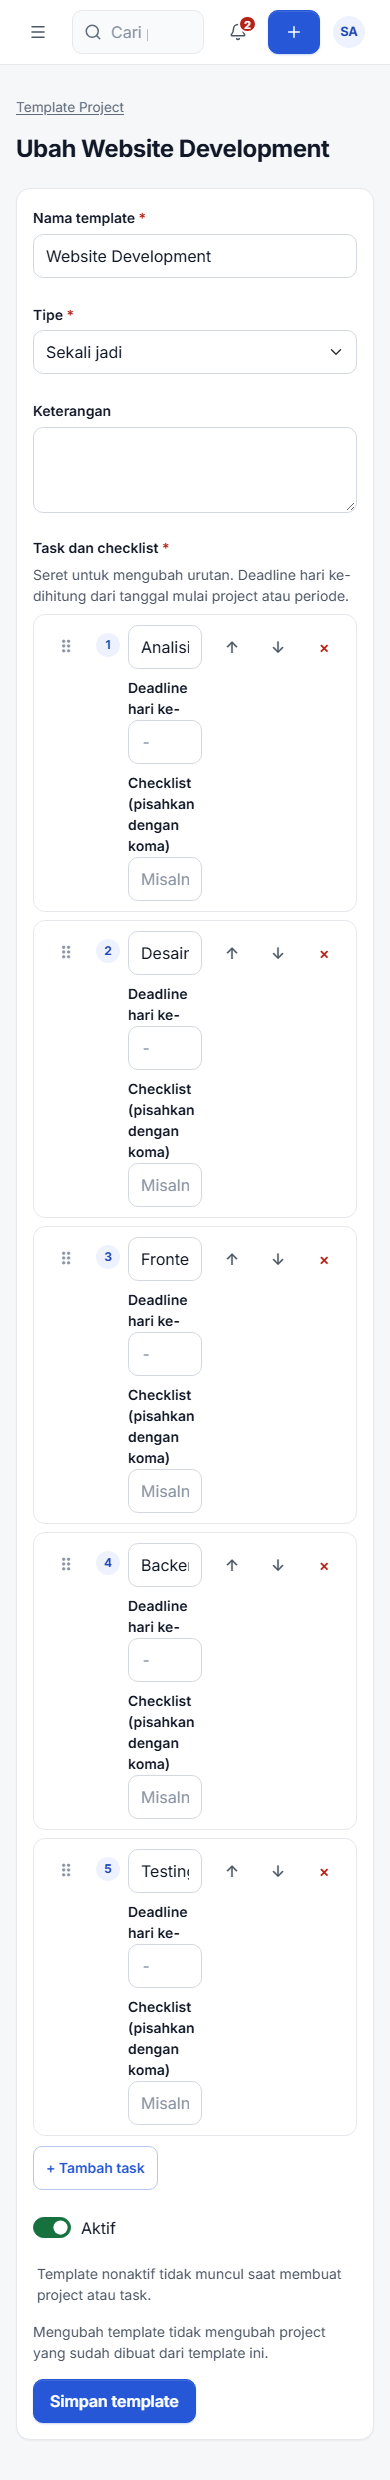 Cari p
2
+
SA
Template Project
Ubah Website Development
Nama template *
Website Development
Tipe *
Sekali jadi
Keterangan
Task dan checklist *
Seret untuk mengubah urutan. Deadline hari ke-
dihitung dari tanggal mulai project atau periode.
1
Analisi
↑ ↓ ×
Deadline
hari ke-
-
Checklist
(pisahkan
dengan
koma)
Misaln
2
Desain
↑ ↓ ×
Deadline
hari ke-
-
Checklist
(pisahkan
dengan
koma)
Misaln
3
Fronte
↑ ↓ ×
Deadline
hari ke-
-
Checklist
(pisahkan
dengan
koma)
Misaln
4
Backe
↑ ↓ ×
Deadline
hari ke-
-
Checklist
(pisahkan
dengan
koma)
Misaln
5
Testing
↑ ↓ ×
Deadline
hari ke-
-
Checklist
(pisahkan
dengan
koma)
Misaln
+ Tambah task
Aktif
Template nonaktif tidak muncul saat membuat
project atau task.
Mengubah template tidak mengubah project
yang sudah dibuat dari template ini.
Simpan template